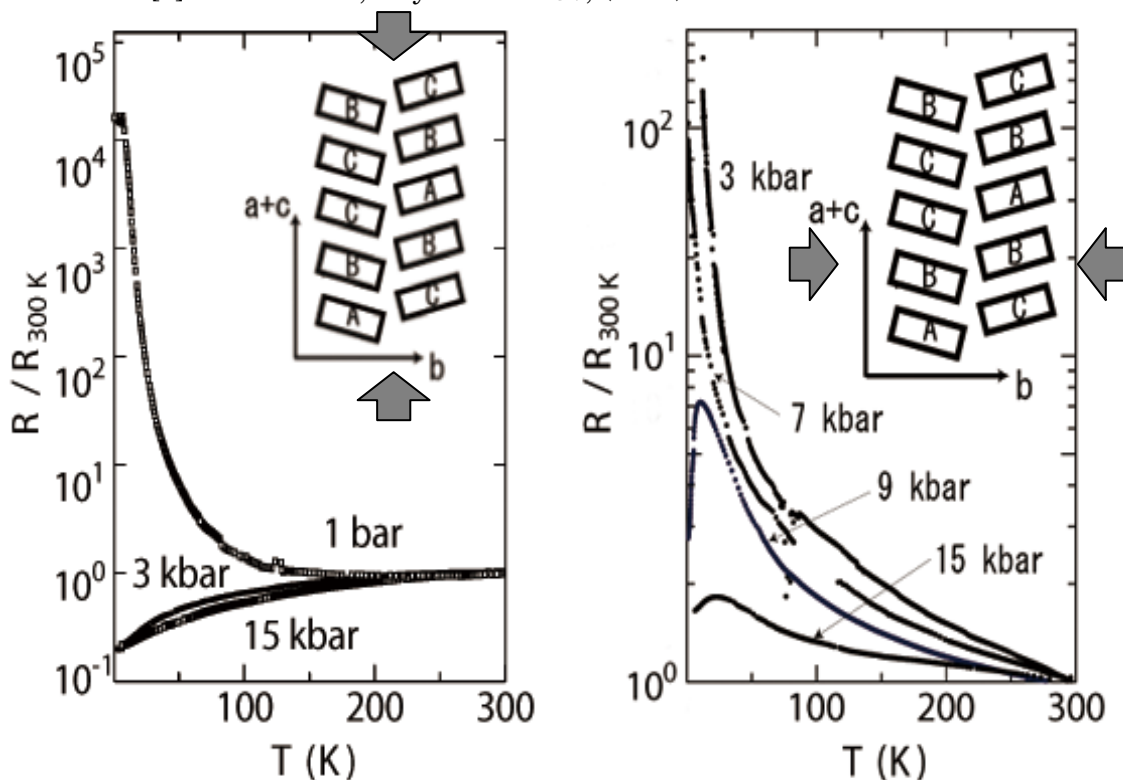 10^5
10^4
10^3
10^2
10^1
10^0
10^-1
R / R300 K
100
200
300
T (K)
1 bar
3 kbar
15 kbar
a+c
b
B
C
C
B
A
C
B
A
B
C
10^2
10^1
10^0
R / R300 K
100
200
300
T (K)
3 kbar
7 kbar
9 kbar
15 kbar
a+c
b
B
C
C
B
A
C
B
A
B
C